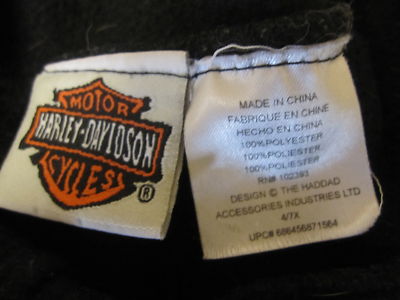 MOTOR
HARLEY-DAVIDSON
CYCLES
®
MADE IN CHINA
FABRIQUE EN CHINE
HECHO EN CHINA
100%POLYESTER
100%POLYESTER
100%POLIESTER
RN# 102393
DESIGN © THE HADDAD
ACCESSORIES INDUSTRIES LTD
4/7X
UPC# 686456871564